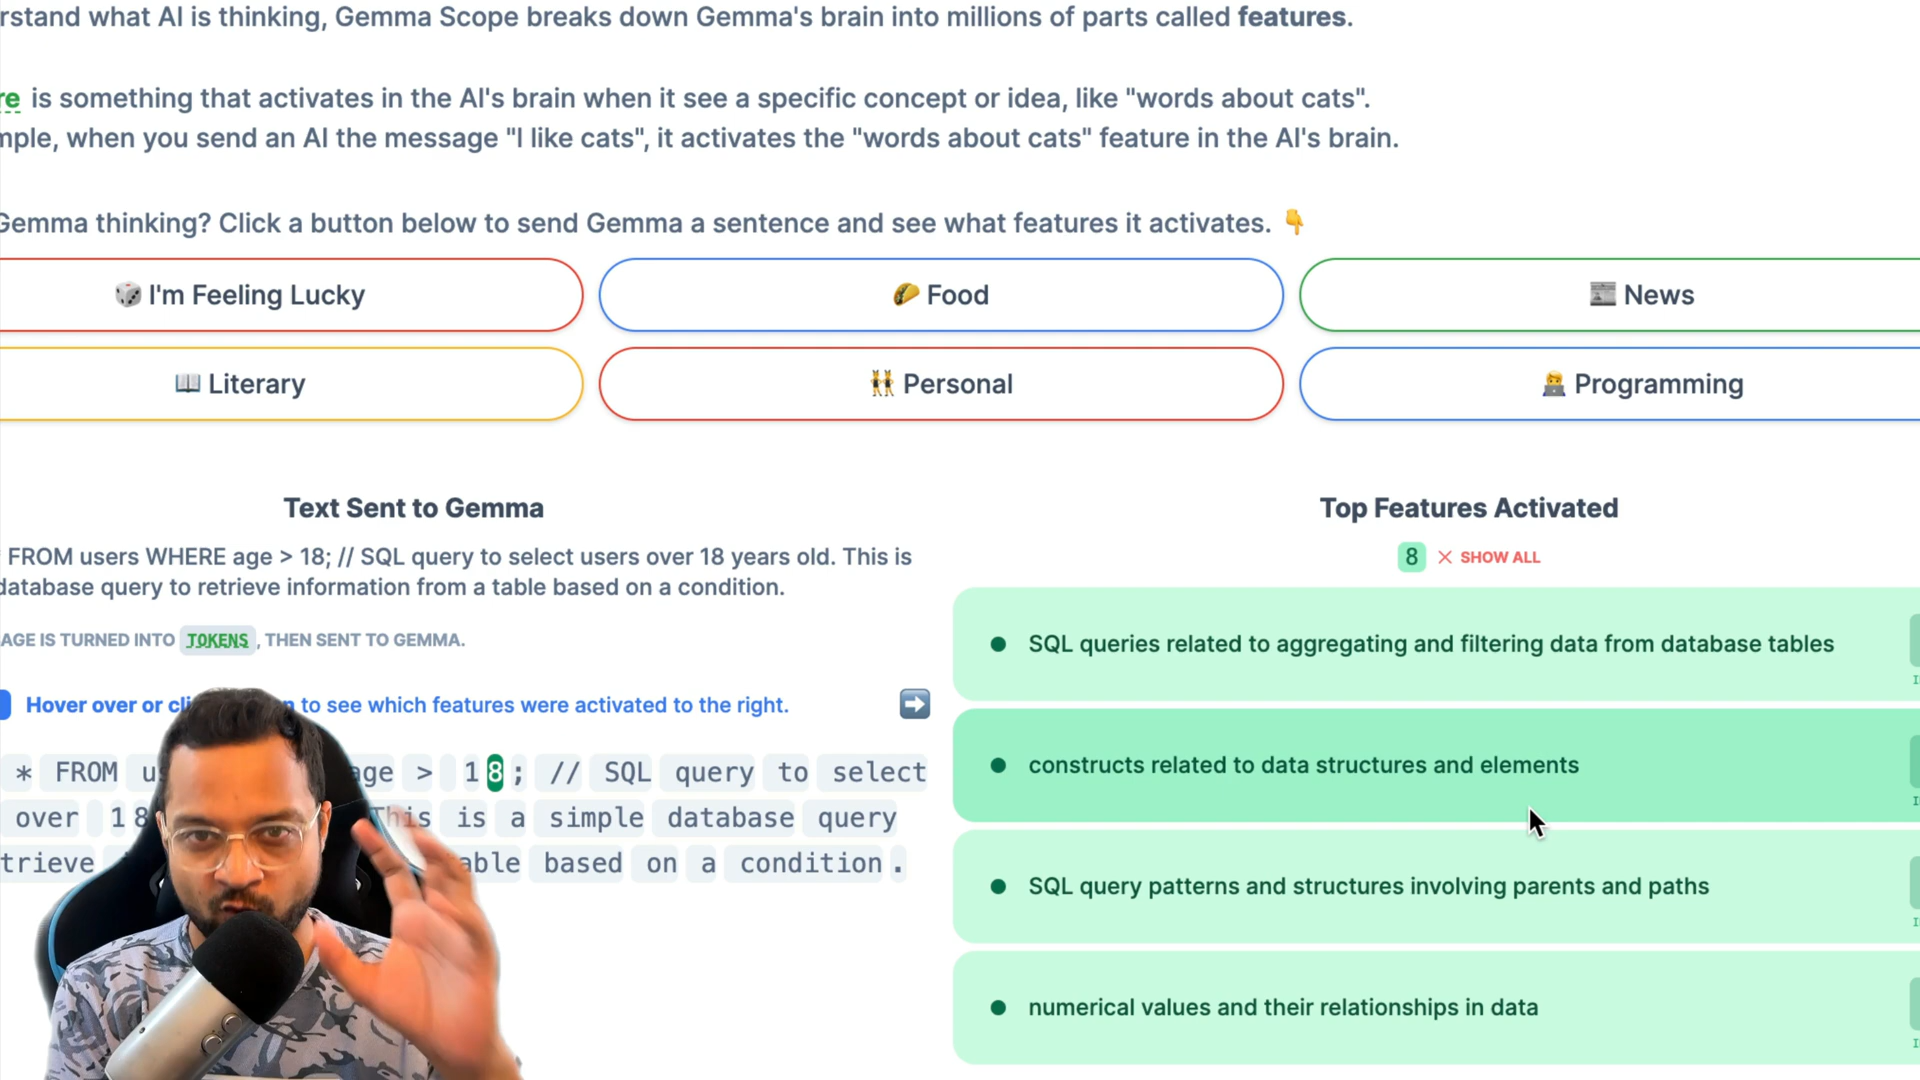 rstand what AI is thinking, Gemma Scope breaks down Gemma's brain into millions of parts called features.
re is something that activates in the AI's brain when it see a specific concept or idea, like "words about cats".
mple, when you send an AI the message "I like cats", it activates the "words about cats" feature in the AI's brain.
Gemma thinking? Click a button below to send Gemma a sentence and see what features it activates. 👇
🎲 I'm Feeling Lucky
🌮 Food
📰 News
📖 Literary
👯 Personal
🧑‍💻 Programming
Text Sent to Gemma
FROM users WHERE age > 18; // SQL query to select users over 18 years old. This is
database query to retrieve information from a table based on a condition.
AGE IS TURNED INTO TOKENS, THEN SENT TO GEMMA.
Hover over or cli n to see which features were activated to the right. ➡️
* FROM us age > 18; // SQL query to select
over 18 This is a simple database query
trieve able based on a condition.
Top Features Activated
8 × SHOW ALL
SQL queries related to aggregating and filtering data from database tables
constructs related to data structures and elements
SQL query patterns and structures involving parents and paths
numerical values and their relationships in data